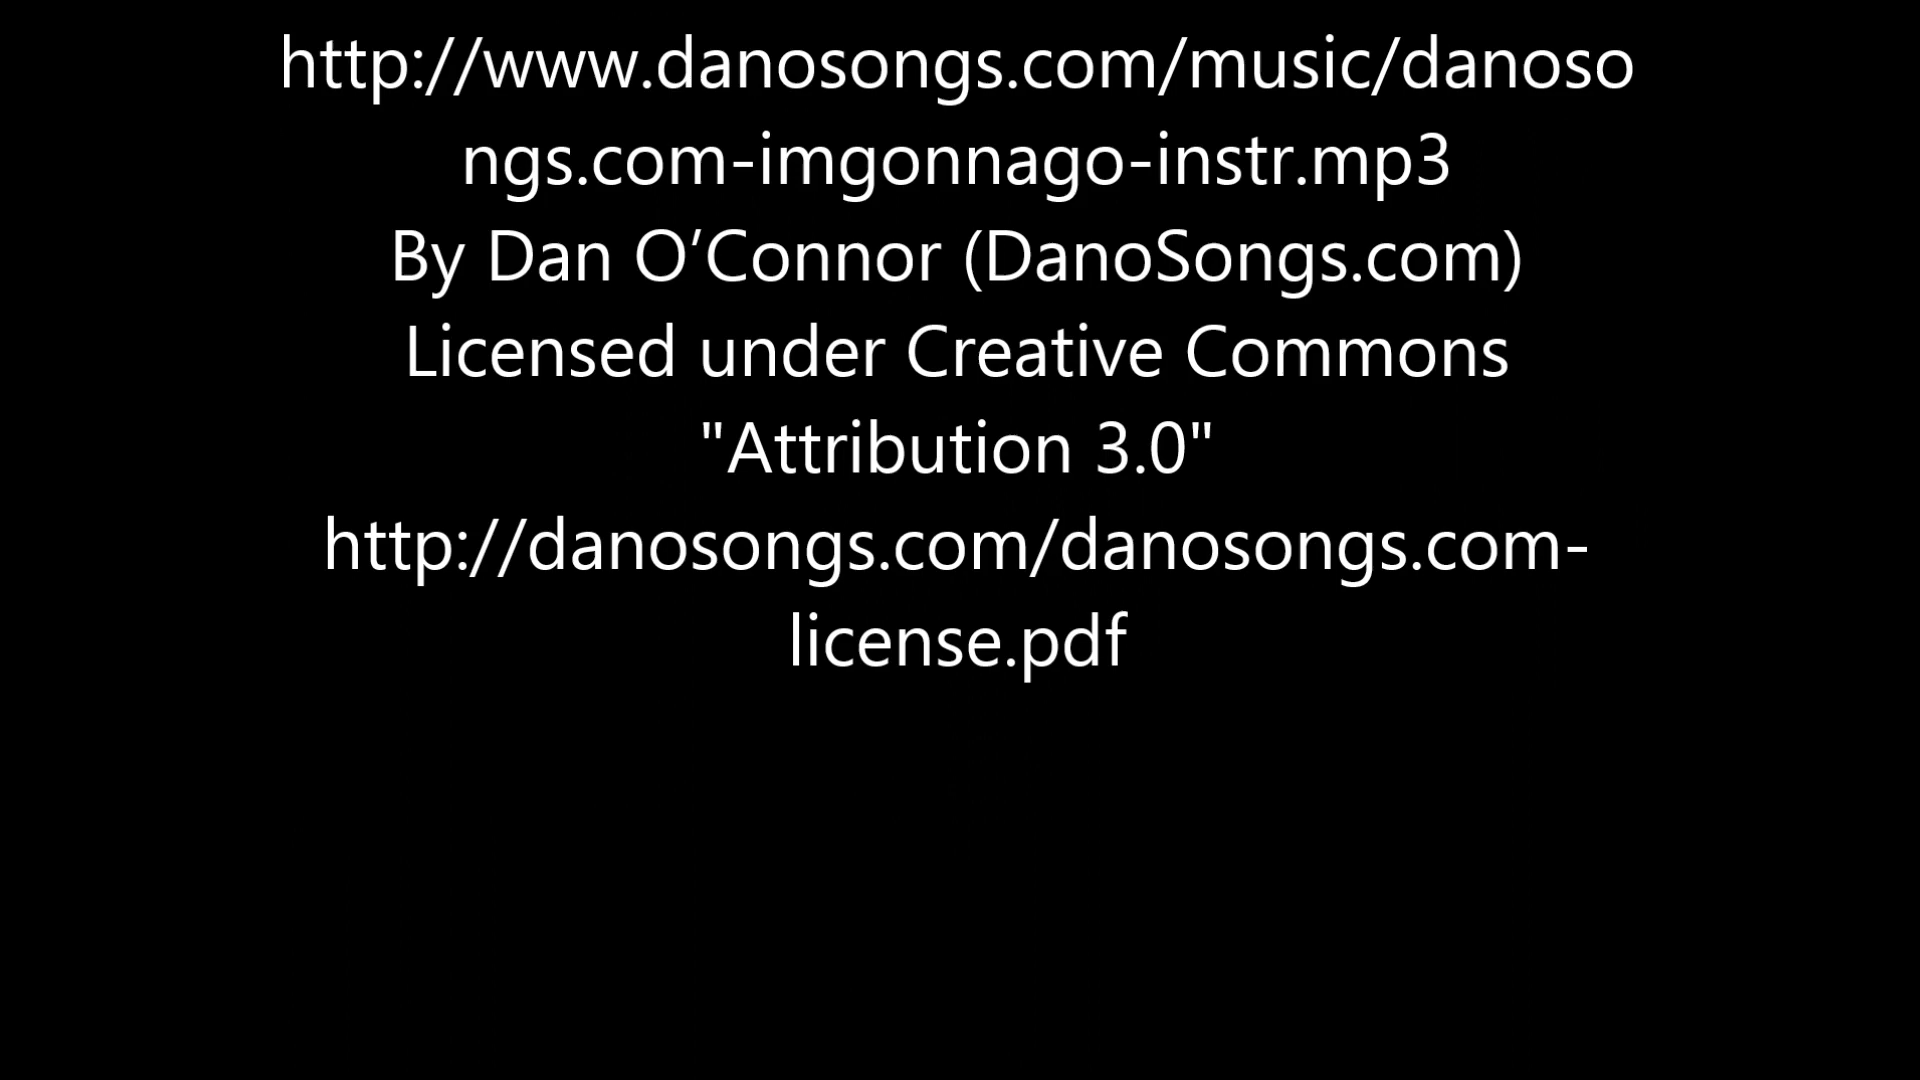 http://www.danosongs.com/music/danoso
ngs.com-imgonnago-instr.mp3
By Dan O’Connor (DanoSongs.com)
Licensed under Creative Commons
"Attribution 3.0"
http://danosongs.com/danosongs.com-
license.pdf